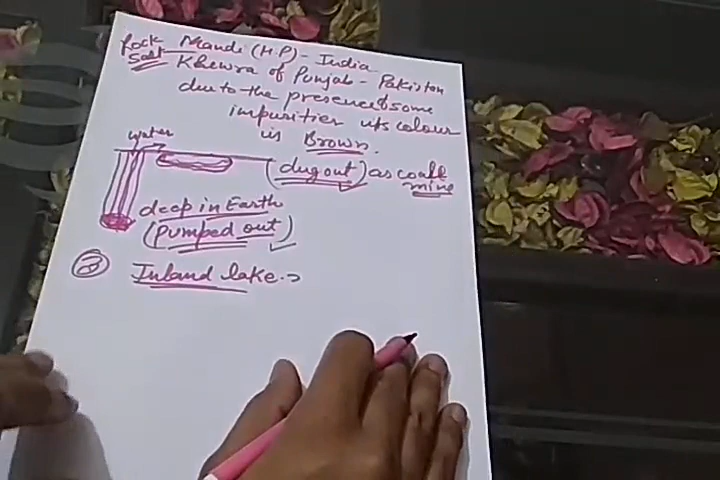 Rock Mandi (H.P) - India
Salt Khewra of Punjab - Pakistan
due to the presence of some
impurities its colour
is Brown.
water
(dug out) as coal
mine
deep in Earth
(pumped out)
③ Inland lake →